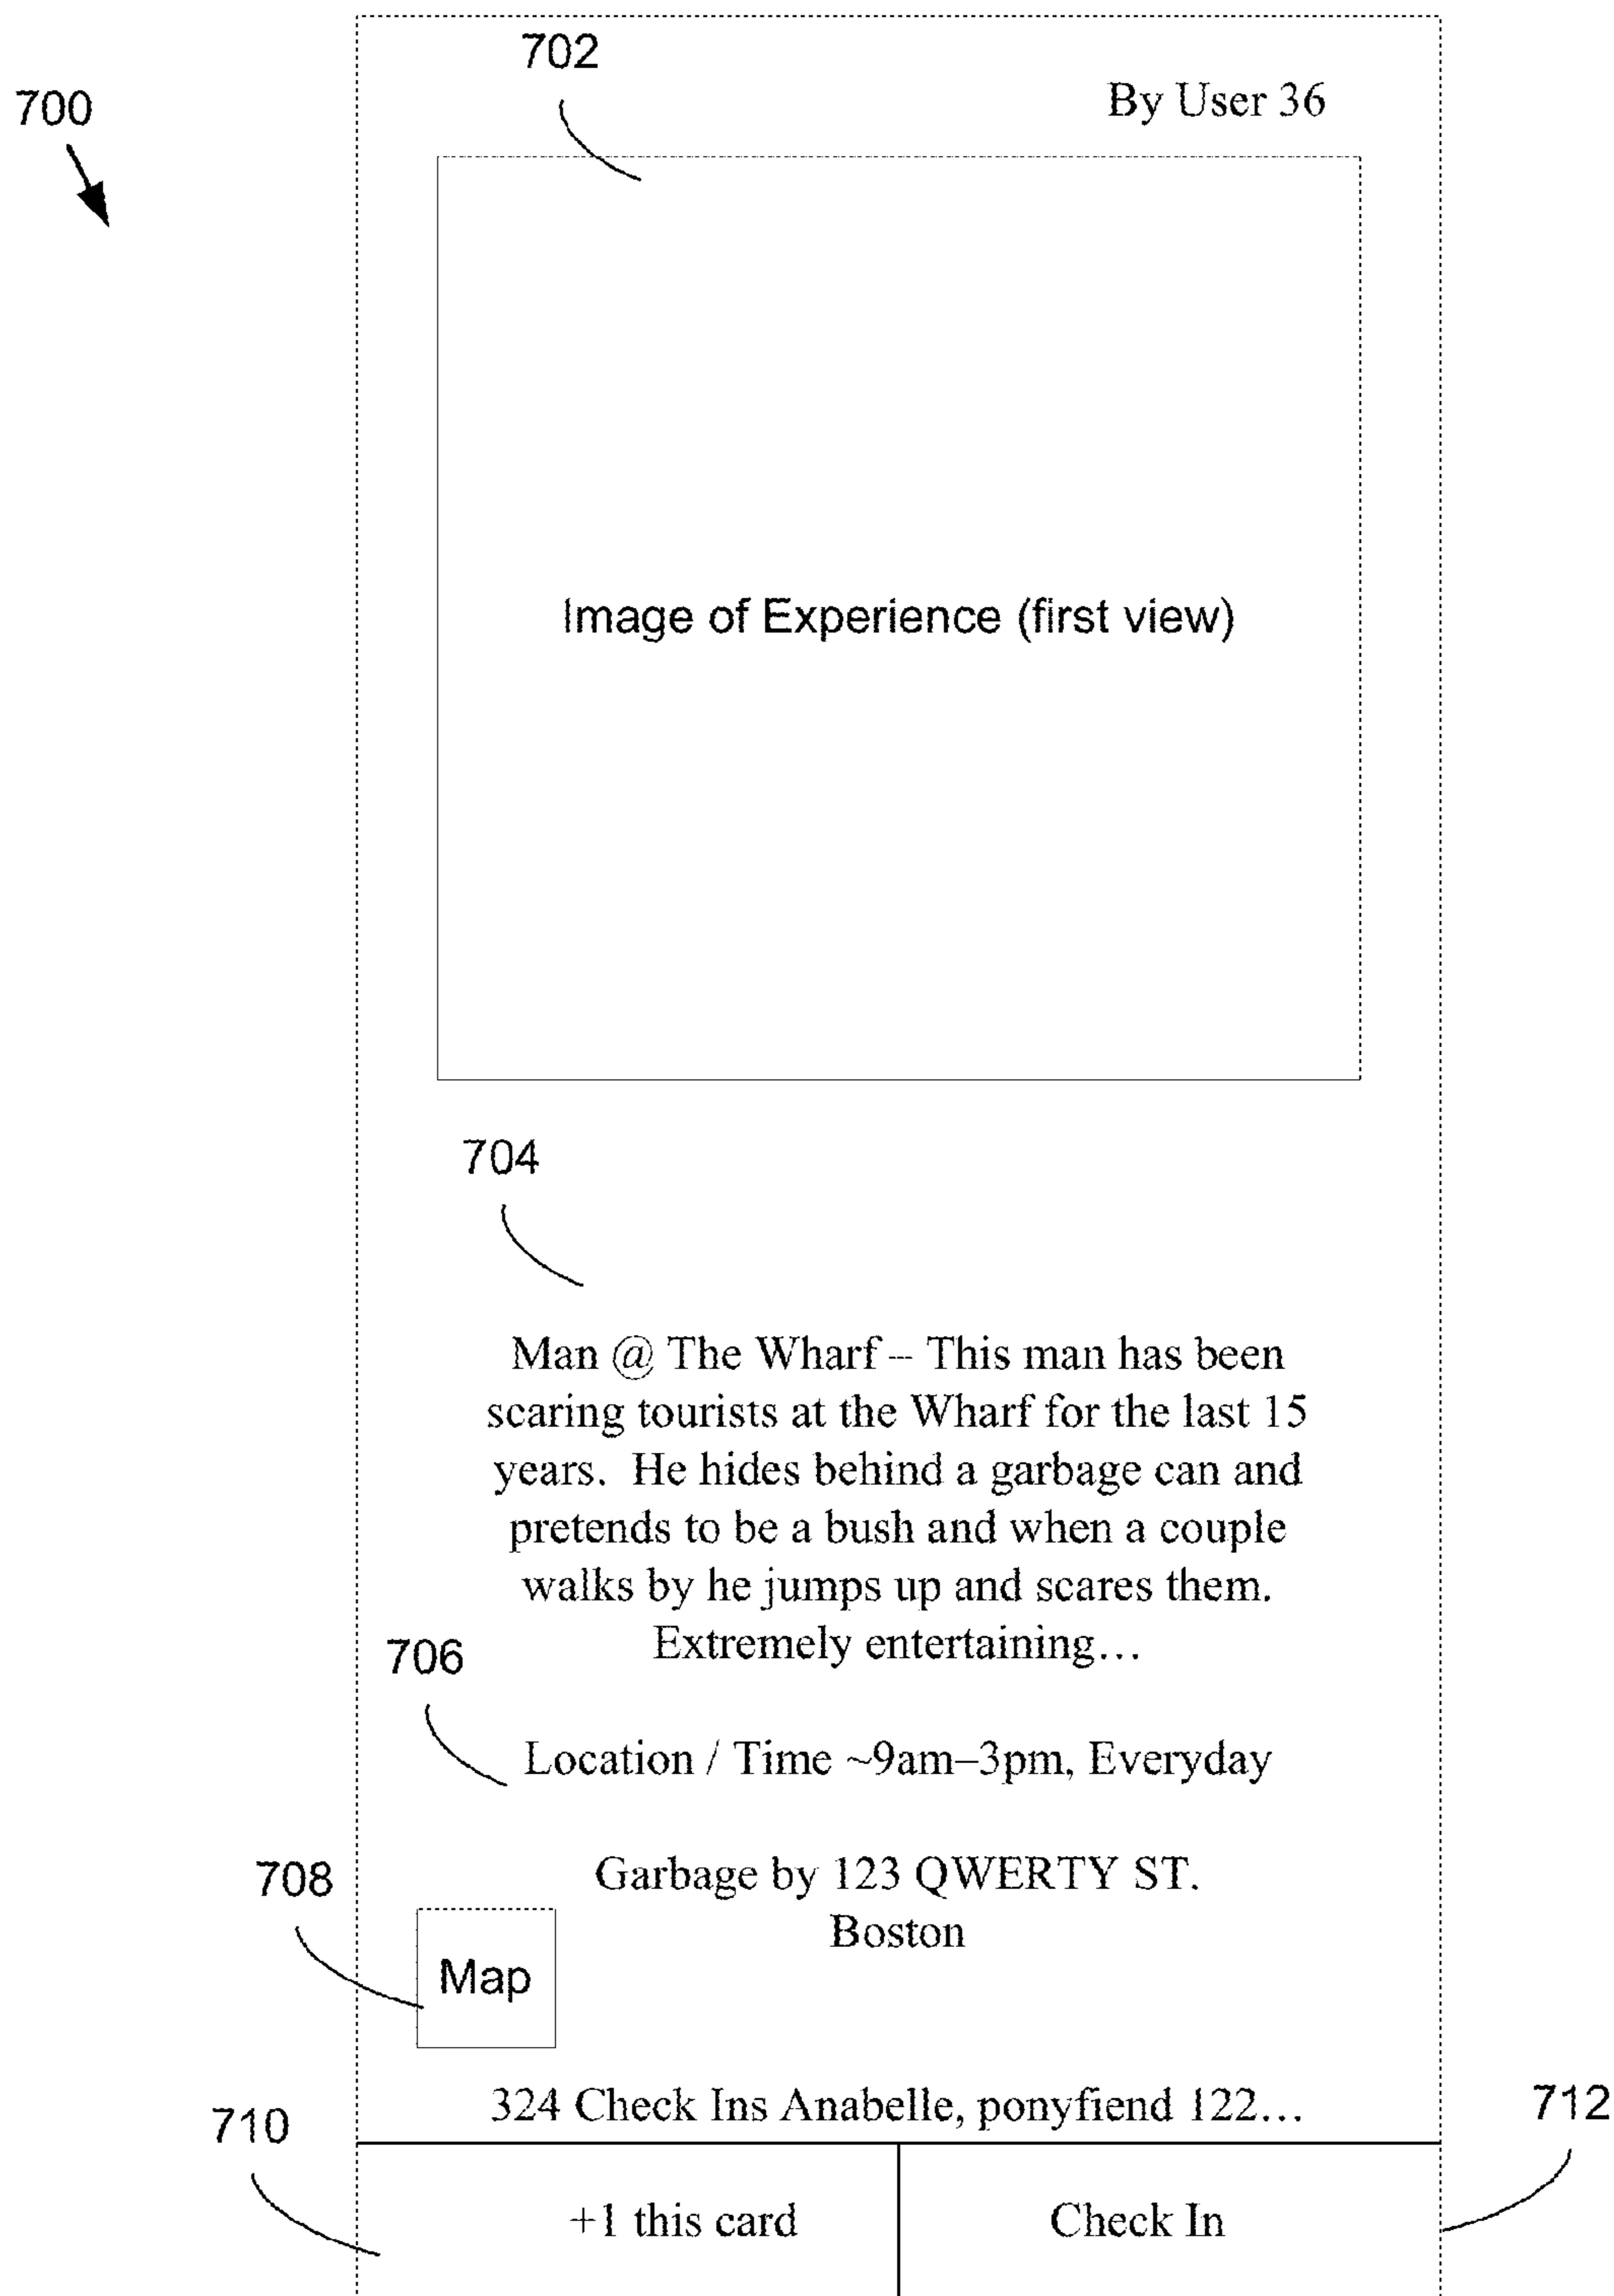 702
By User 36
700
Image of Experience (first view)
704
Man @ The Wharf -- This man has been
scaring tourists at the Wharf for the last 15
years.  He hides behind a garbage can and
pretends to be a bush and when a couple
walks by he jumps up and scares them.
Extremely entertaining...
706
Location / Time ~9am–3pm, Everyday
708
Garbage by 123 QWERTY ST.
Boston
Map
324 Check Ins Anabelle, ponyfiend 122...
710
712
+1 this card
Check In